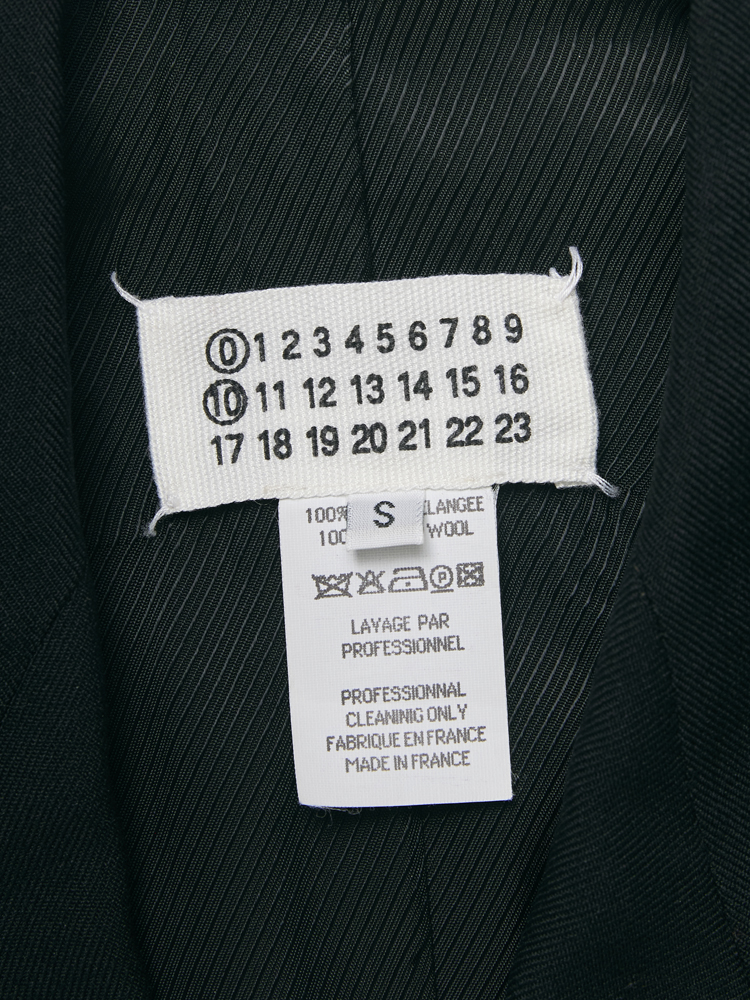 0 1 2 3 4 5 6 7 8 9
10 11 12 13 14 15 16
17 18 19 20 21 22 23
S
100% LANGEE
100 WOOL
P
LAVAGE PAR
PROFESSIONNEL
PROFESSIONNAL
CLEANINIG ONLY
FABRIQUE EN FRANCE
MADE IN FRANCE